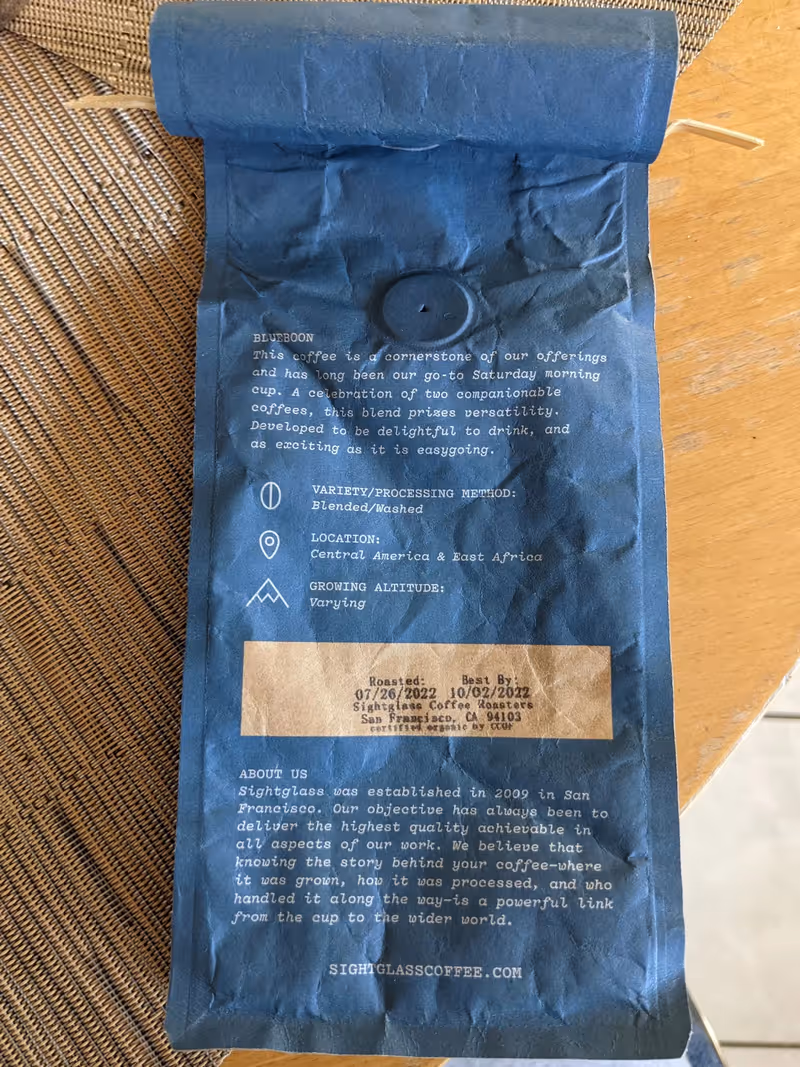 BLUEBOON
This coffee is a cornerstone of our offerings
and has long been our go-to Saturday morning
cup. A celebration of two companionable
coffees, this blend prizes versatility.
Developed to be delightful to drink, and
as exciting as it is easygoing.
VARIETY/PROCESSING METHOD:
Blended/Washed
LOCATION:
Central America & East Africa
GROWING ALTITUDE:
Varying
Roasted: Best By:
07/26/2022 10/02/2022
Sightglass Coffee Roasters
San Francisco, CA 94103
certified organic by CCOF
ABOUT US
Sightglass was established in 2009 in San
Francisco. Our objective has always been to
deliver the highest quality achievable in
all aspects of our work. We believe that
knowing the story behind your coffee—where
it was grown, how it was processed, and who
handled it along the way—is a powerful link
from the cup to the wider world.
SIGHTGLASSCOFFEE.COM